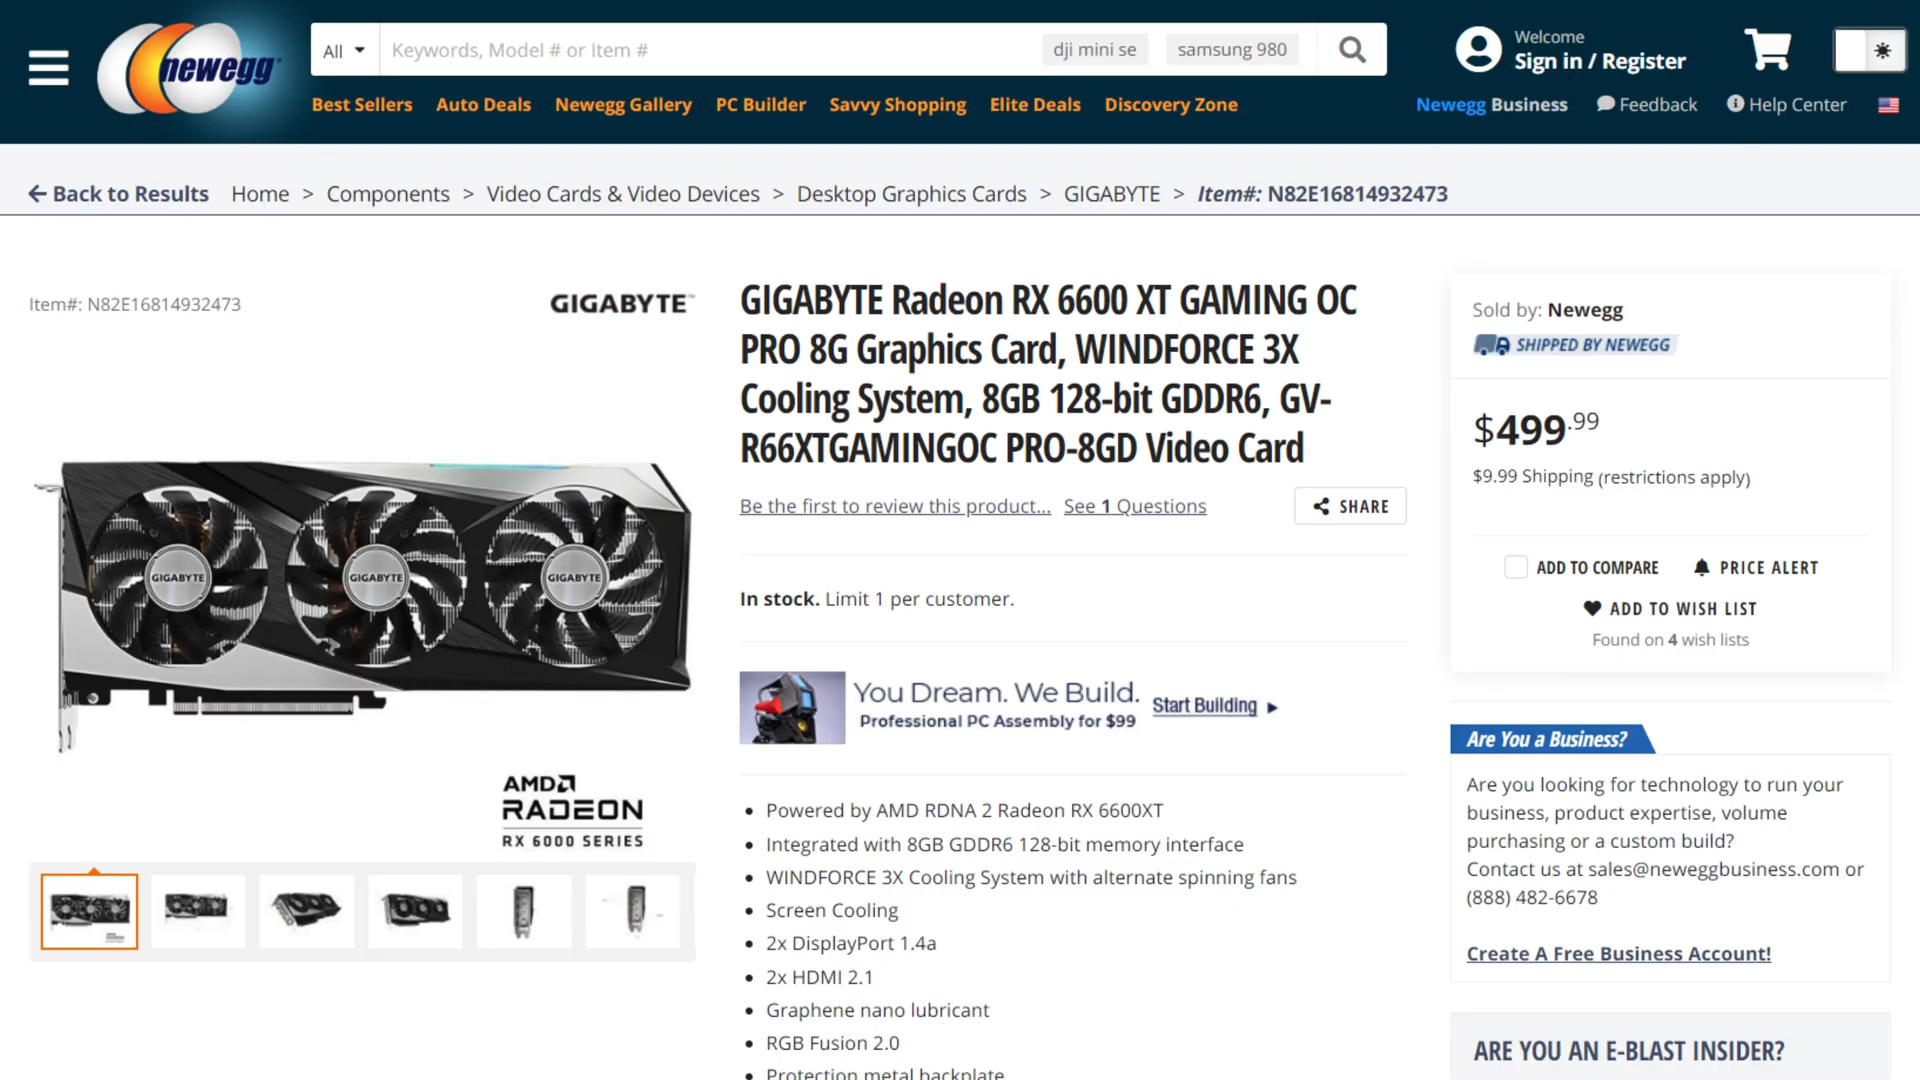 newegg
All
Keywords, Model # or Item #
dji mini se
samsung 980
Welcome
Sign in / Register
Best Sellers
Auto Deals
Newegg Gallery
PC Builder
Savvy Shopping
Elite Deals
Discovery Zone
Newegg Business
Feedback
Help Center
Back to Results
Home > Components > Video Cards & Video Devices > Desktop Graphics Cards > GIGABYTE > Item#: N82E16814932473
Item#: N82E16814932473
GIGABYTE™
GIGABYTE
GIGABYTE
GIGABYTE
AMD
RADEON
RX 6000 SERIES
GIGABYTE Radeon RX 6600 XT GAMING OC
PRO 8G Graphics Card, WINDFORCE 3X
Cooling System, 8GB 128-bit GDDR6, GV-
R66XTGAMINGOC PRO-8GD Video Card
Be the first to review this product...
See 1 Questions
SHARE
In stock. Limit 1 per customer.
You Dream. We Build.
Professional PC Assembly for $99
Start Building
• Powered by AMD RDNA 2 Radeon RX 6600XT
• Integrated with 8GB GDDR6 128-bit memory interface
• WINDFORCE 3X Cooling System with alternate spinning fans
• Screen Cooling
• 2x DisplayPort 1.4a
• 2x HDMI 2.1
• Graphene nano lubricant
• RGB Fusion 2.0
• Protection metal backplate
Sold by: Newegg
SHIPPED BY NEWEGG
$499.99
$9.99 Shipping (restrictions apply)
ADD TO COMPARE
PRICE ALERT
ADD TO WISH LIST
Found on 4 wish lists
Are You a Business?
Are you looking for technology to run your
business, product expertise, volume
purchasing or a custom build?
Contact us at sales@neweggbusiness.com or
(888) 482-6678
Create A Free Business Account!
ARE YOU AN E-BLAST INSIDER?